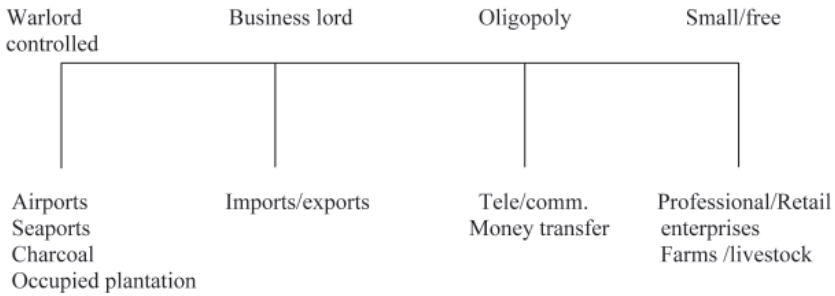 Warlord controlled
Business lord
Oligopoly
Small/free
Airports
Seaports
Charcoal
Occupied plantation
Imports/exports
Tele/comm.
Money transfer
Professional/Retail
enterprises
Farms /livestock